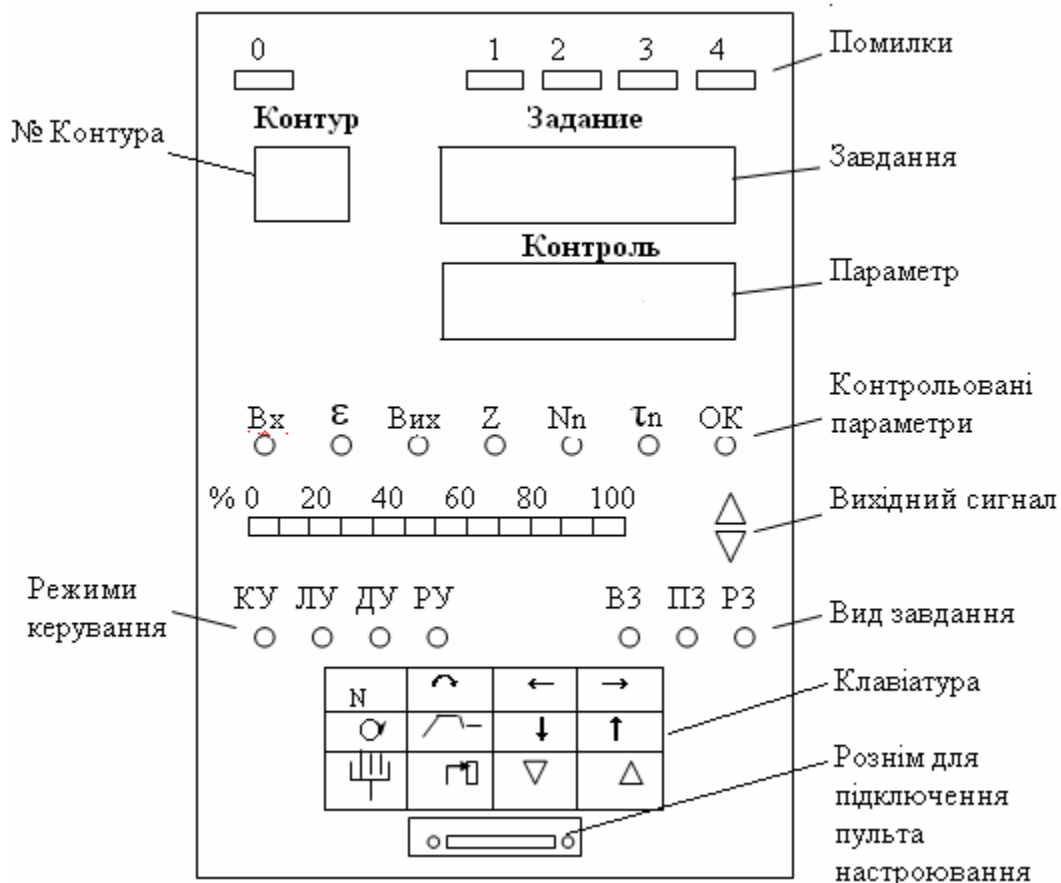 0 1 2 3 4
Помилки
Контур Задание
№ Контура
Завдання
Контроль
Параметр
Контрольовані
параметри
Вх ε Вих Z Nn τn ОК
% 0 20 40 60 80 100
Вихідний сигнал
Режими
керування
КУ ЛУ ДУ РУ ВЗ ПЗ РЗ
Вид завдання
N
Клавіатура
Рознім для
підключення
пульта
настроювання